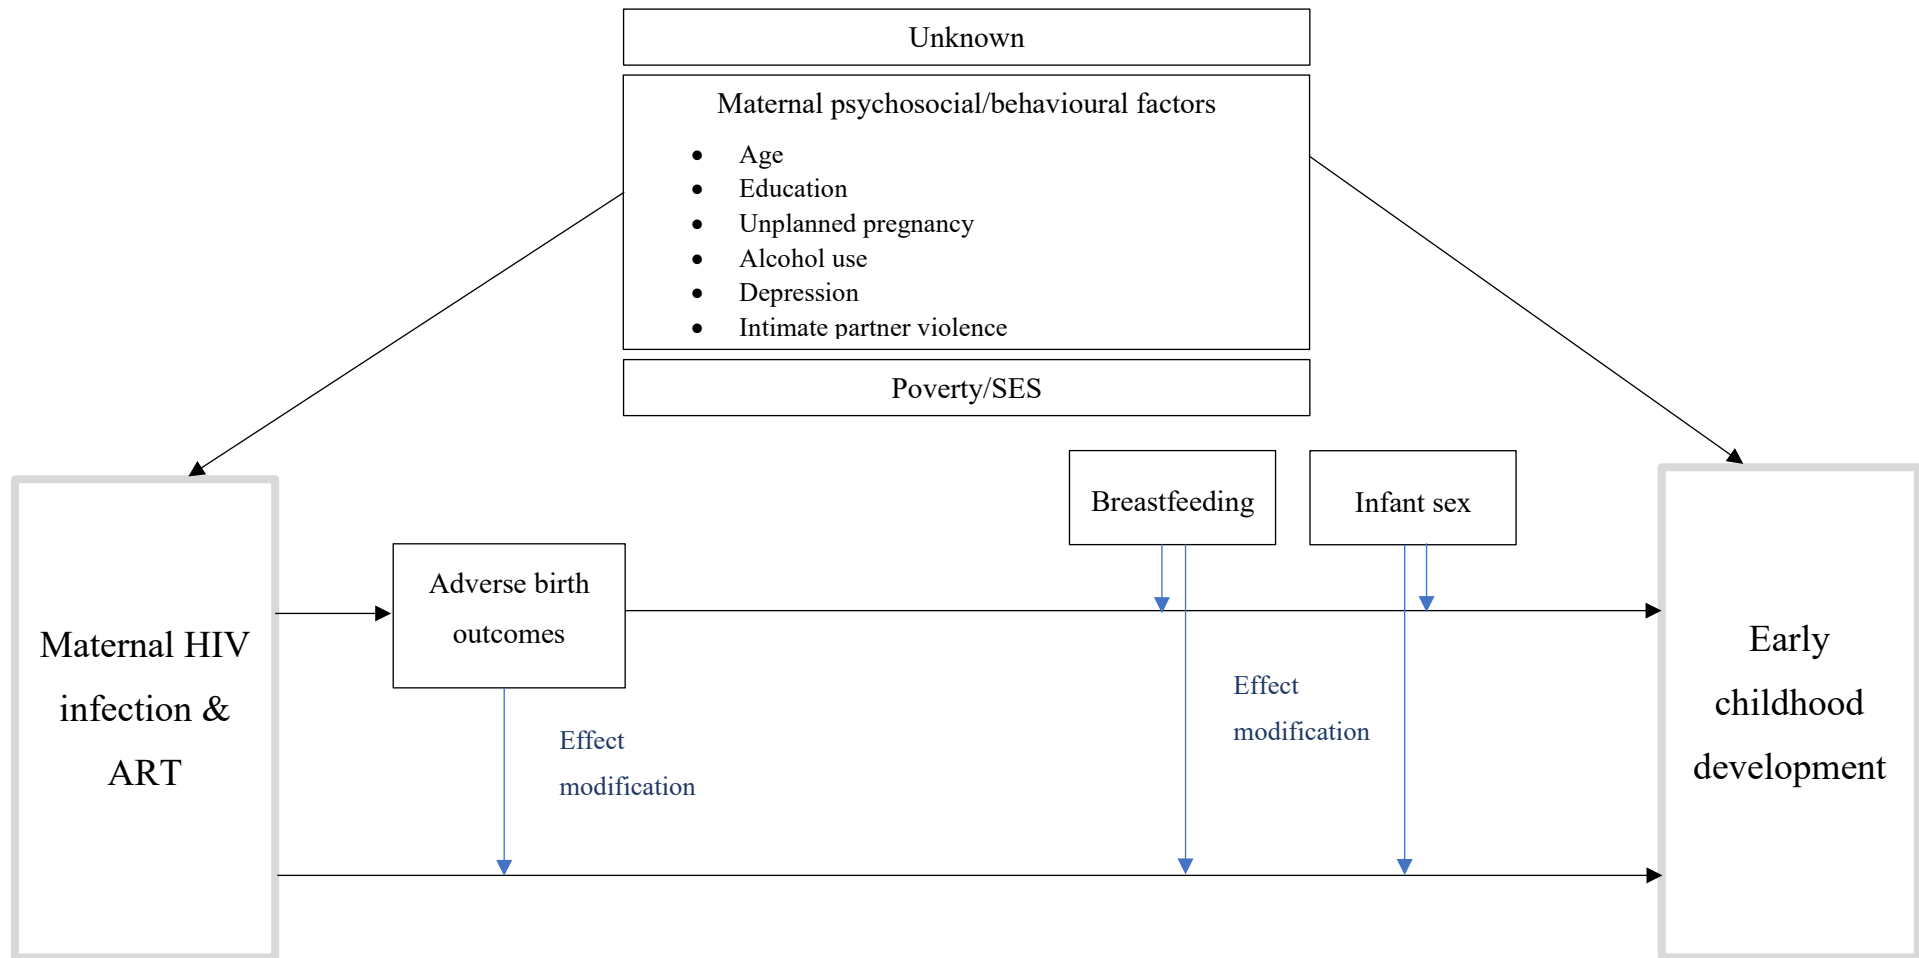 Unknown
Maternal psychosocial/behavioural factors
• Age
• Education
• Unplanned pregnancy
• Alcohol use
• Depression
• Intimate partner violence
Poverty/SES
Breastfeeding
Infant sex
Adverse birth
outcomes
Maternal HIV
infection &
ART
Effect
modification
Effect
modification
Early
childhood
development